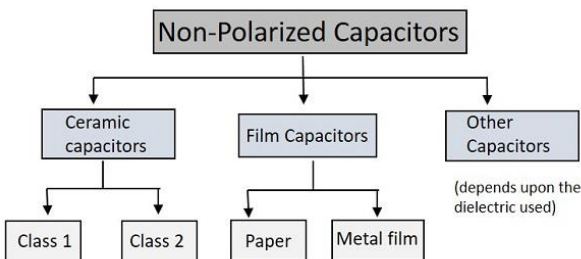 Non-Polarized Capacitors
Ceramic
capacitors
Film Capacitors
Other
Capacitors
(depends upon the
dielectric used)
Class 1
Class 2
Paper
Metal film